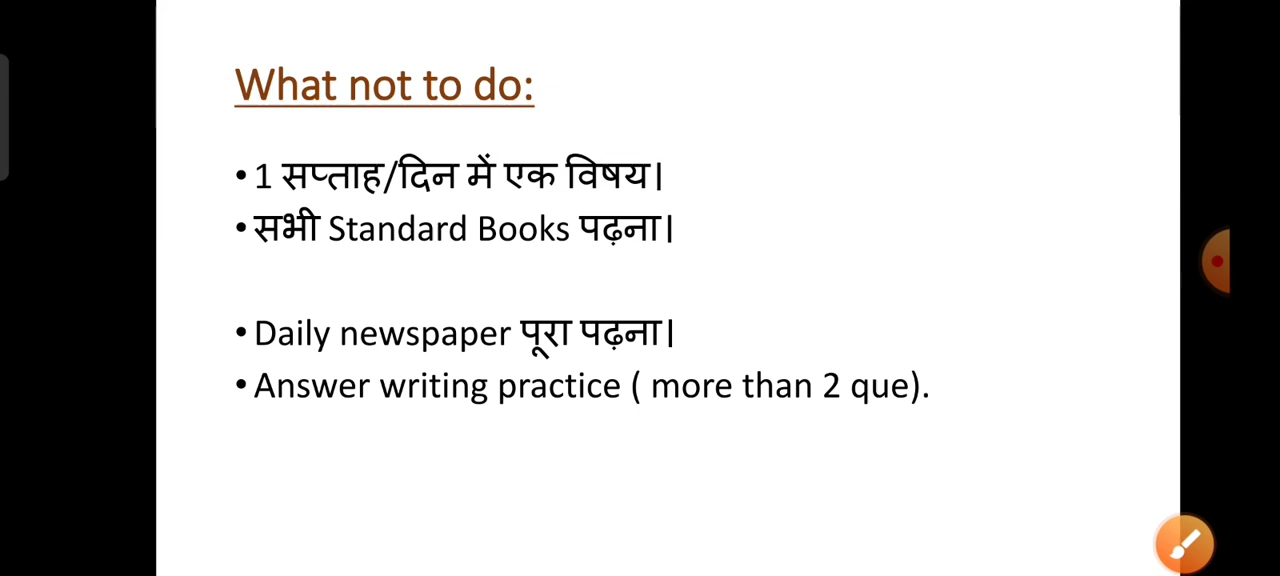 What not to do:
• 1 सप्ताह/दिन में एक विषय।
• सभी Standard Books पढ़ना।
• Daily newspaper पूरा पढ़ना।
• Answer writing practice ( more than 2 que).